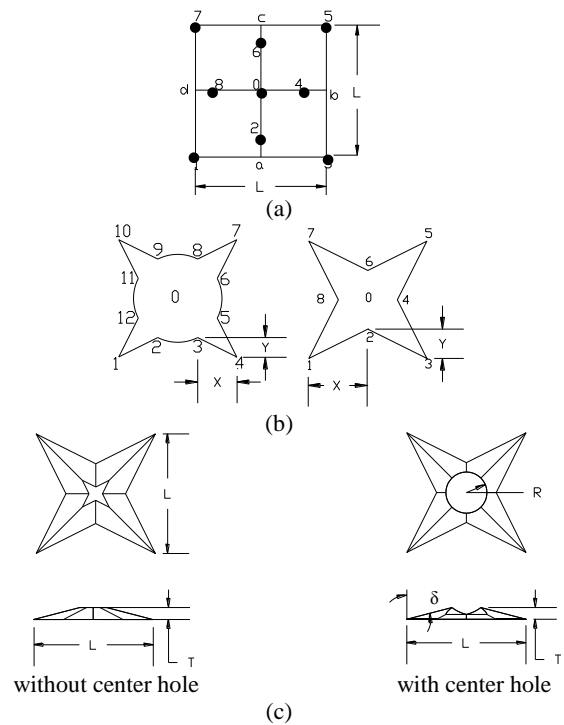 7 c 5
6
d 8 0 4 b L
2
1 a 3
L
(a)
10 7 7 5
9 8 6
11 6
0 8 0 4
12 5
2 3 Y 2 Y
1 4 1 3
X X
(b)
L R
δ
L T L T
without center hole with center hole
(c)